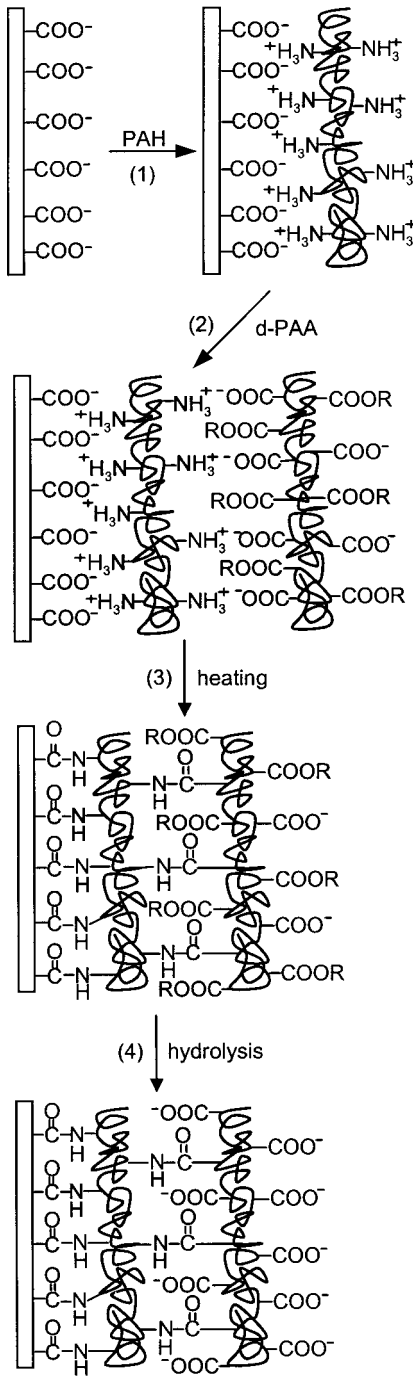 COO⁻ COO⁻
⁺H₃N NH₃⁺
COO⁻ COO⁻
⁺H₃N NH₃⁺
COO⁻ PAH COO⁻
⁺H₃N
COO⁻ (1) COO⁻ NH₃⁺
⁺H₃N
COO⁻ COO⁻
⁺H₃N NH₃⁺
COO⁻ COO⁻
(2) d-PAA
COO⁻ NH₃⁺ ⁻OOC COOR
⁺H₃N ROOC
COO⁻ COO⁻
⁺H₃N NH₃⁺ ⁻OOC
COO⁻ ROOC COOR
⁺H₃N
COO⁻ NH₃⁺ ⁻OOC COO⁻
⁺H₃N ROOC
COO⁻
⁺H₃N NH₃⁺ ⁻OOC COOR
COO⁻
(3) heating
O ROOC
C-N O COOR
H N-C
O H
C-N ROOC COO⁻
H O
O
C-N N-C COOR
H H
O ROOC
C-N O COO⁻
H
O N-C
C-N H COOR
H ROOC
(4) hydrolysis
O ⁻OOC
C-N O COO⁻
H N-C
O H
C-N ⁻OOC COO⁻
H O
O
C-N N-C COO⁻
H H
O ⁻OOC
C-N O COO⁻
H
O N-C
C-N H COO⁻
H ⁻OOC